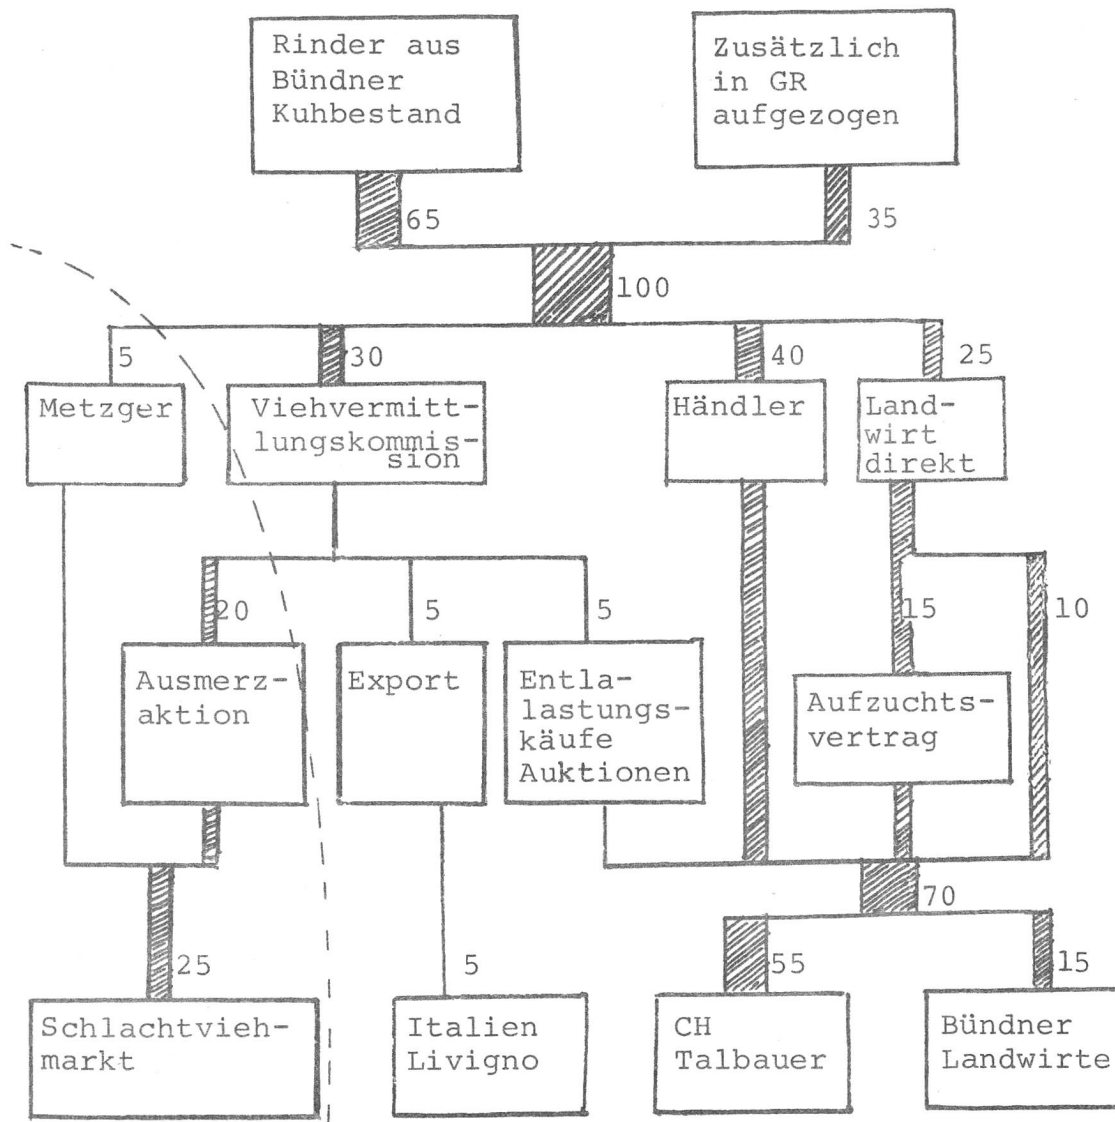 Rinder aus
Bündner
Kuhbestand
Zusätzlich
in GR
aufgezogen
65
35
100
5
30
40
25
Metzger
Viehvermitt-
lungskommis-
sion
Händler
Land-
wirt
direkt
20
5
5
15
10
Ausmerz-
aktion
Export
Entla-
lastungs-
käufe
Auktionen
Aufzuchts-
vertrag
70
25
5
55
15
Schlachtvieh-
markt
Italien
Livigno
CH
Talbauer
Bündner
Landwirte